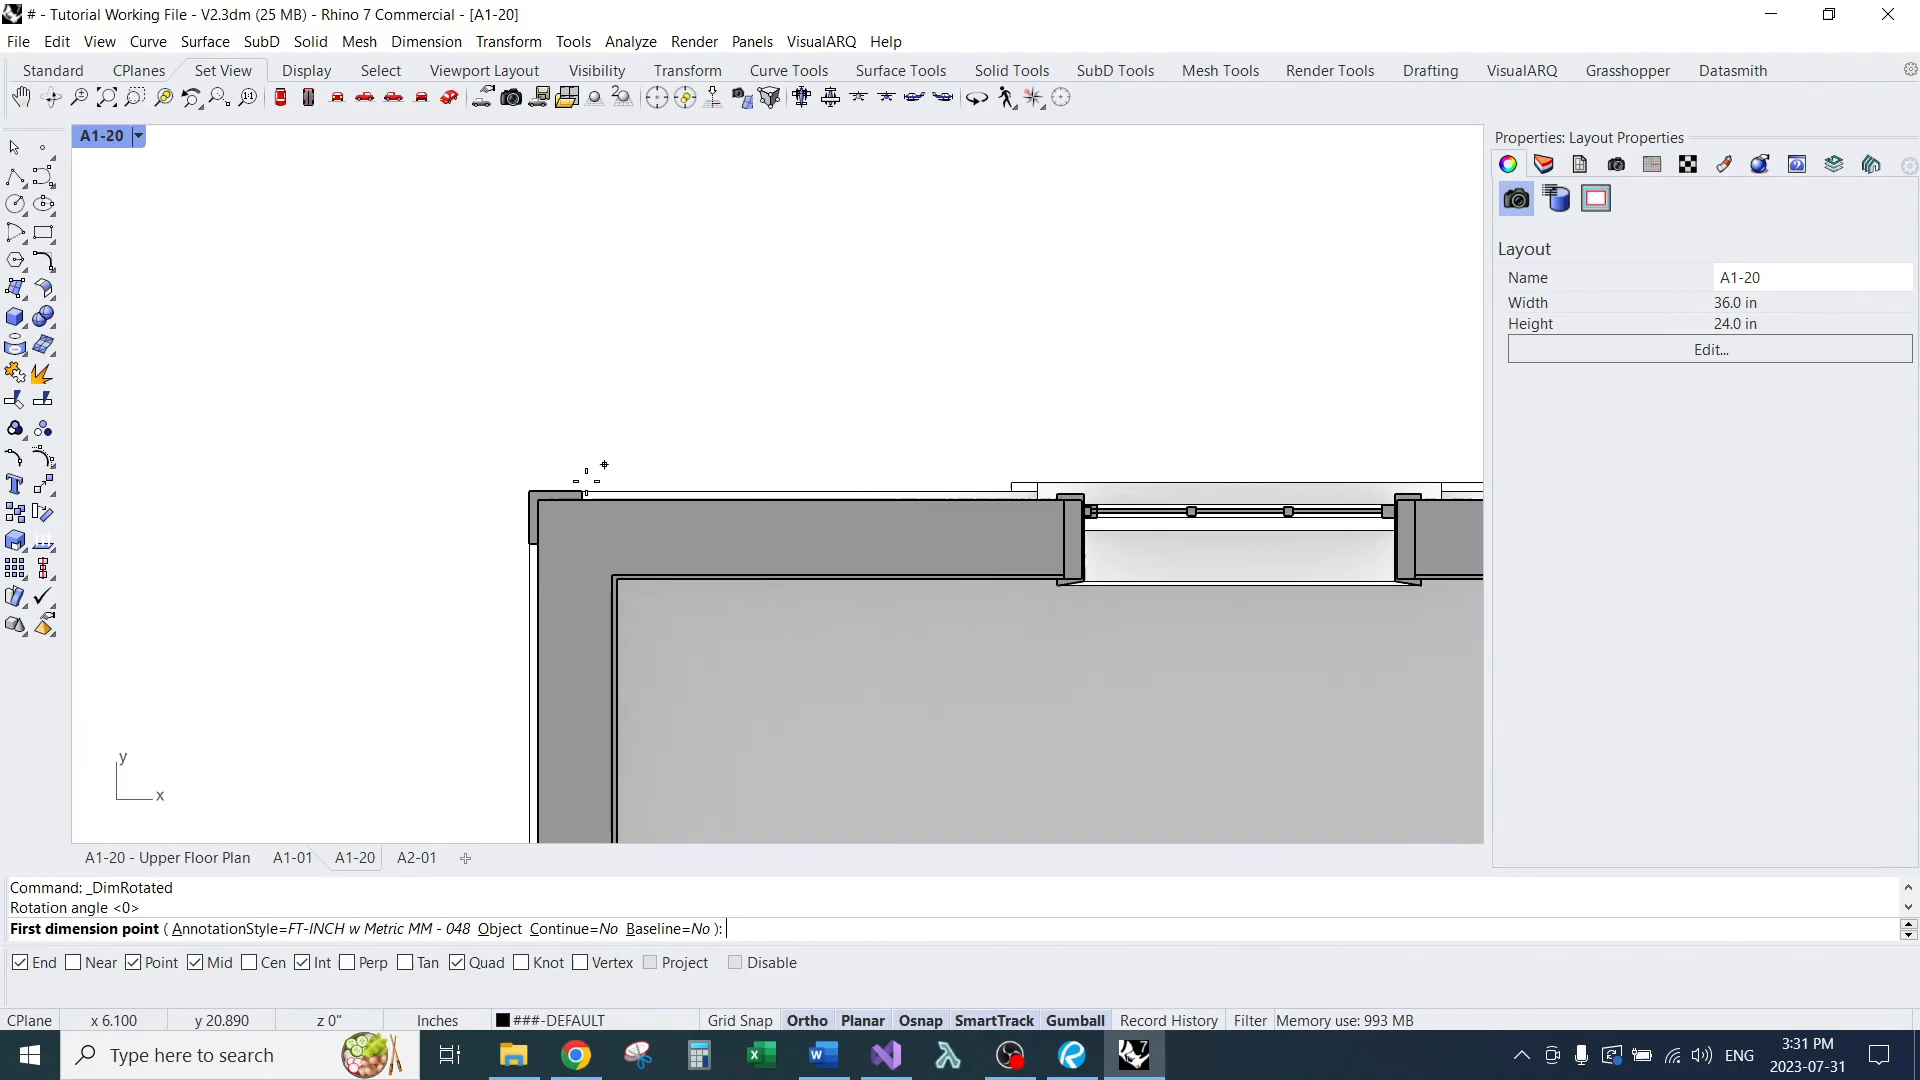 # - Tutorial Working File - V2.3dm (25 MB) - Rhino 7 Commercial - [A1-20]
File Edit View Curve Surface SubD Solid Mesh Dimension Transform Tools Analyze Render Panels VisualARQ Help
Standard CPlanes Set View Display Select Viewport Layout Visibility Transform Curve Tools Surface Tools Solid Tools SubD Tools Mesh Tools Render Tools Drafting VisualARQ Grasshopper Datasmith
A1-20
Properties: Layout Properties
Layout
Name A1-20
Width 36.0 in
Height 24.0 in
Edit...
y
x
A1-20 - Upper Floor Plan A1-01 A1-20 A2-01
Command: _DimRotated
Rotation angle <0>
First dimension point ( AnnotationStyle=FT-INCH w Metric MM - 048 Object Continue=No Baseline=No ):
End Near Point Mid Cen Int Perp Tan Quad Knot Vertex Project Disable
CPlane x 6.100 y 20.890 z 0" Inches ###-DEFAULT Grid Snap Ortho Planar Osnap SmartTrack Gumball Record History Filter Memory use: 993 MB
Type here to search
ENG
3:31 PM
2023-07-31